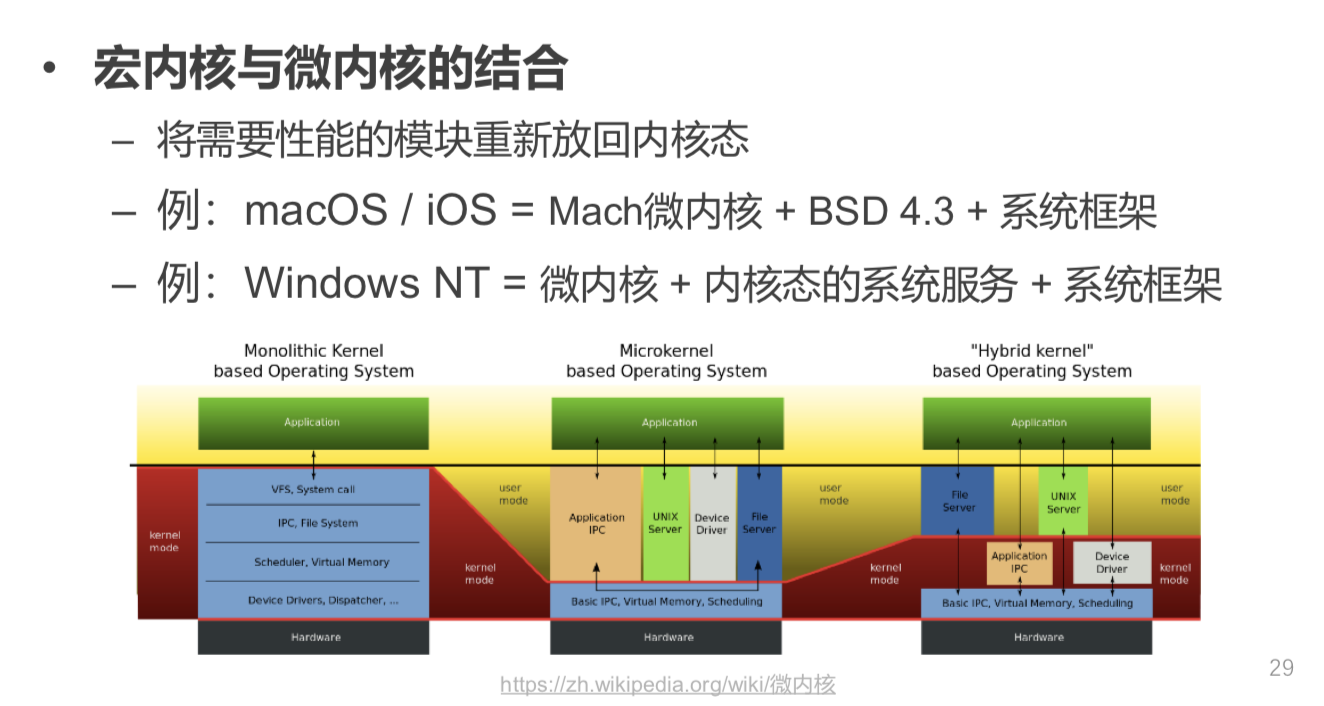 • 宏内核与微内核的结合
– 将需要性能的模块重新放回内核态
– 例：macOS / iOS = Mach微内核 + BSD 4.3 + 系统框架
– 例：Windows NT = 微内核 + 内核态的系统服务 + 系统框架
Monolithic Kernel
based Operating System
Application
VFS, System call
IPC, File System
Scheduler, Virtual Memory
Device Drivers, Dispatcher, ...
Hardware
kernel
mode
user
mode
kernel
mode
Microkernel
based Operating System
Application
Application
IPC
UNIX
Server
Device
Driver
File
Server
Basic IPC, Virtual Memory, Scheduling
Hardware
user
mode
kernel
mode
"Hybrid kernel"
based Operating System
Application
File
Server
UNIX
Server
Application
IPC
Device
Driver
Basic IPC, Virtual Memory, Scheduling
Hardware
user
mode
kernel
mode
https://zh.wikipedia.org/wiki/微内核
29